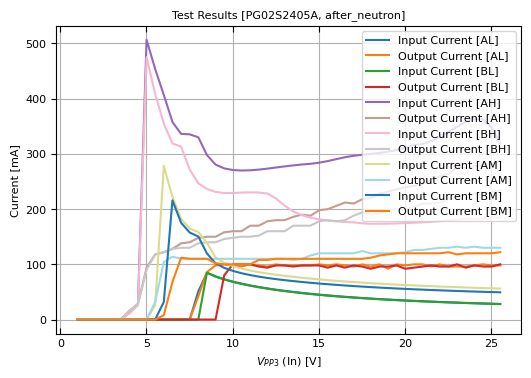 Test Results [PG02S2405A, after_neutron]
Current [mA]
500
400
300
200
100
0
Input Current [AL]
Output Current [AL]
Input Current [BL]
Output Current [BL]
Input Current [AH]
Output Current [AH]
Input Current [BH]
Output Current [BH]
Input Current [AM]
Output Current [AM]
Input Current [BM]
Output Current [BM]
0 5 10 15 20 25
VPP3 (In) [V]